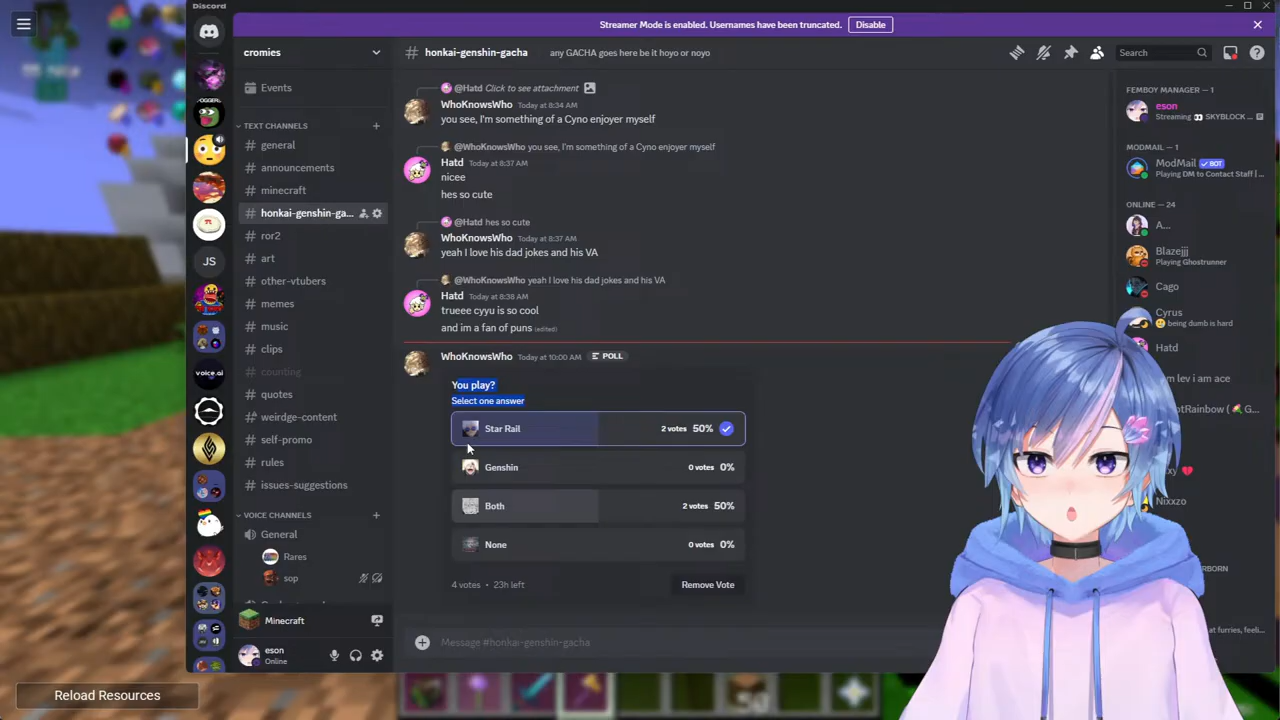 Discord
Streamer Mode is enabled. Usernames have been truncated.
Disable
cromies
honkai-genshin-gacha
any GACHA goes here be it hoyo or noyo
Search
Events
TEXT CHANNELS
general
announcements
minecraft
honkai-genshin-ga...
ror2
art
other-vtubers
memes
music
clips
counting
quotes
weirdge-content
self-promo
rules
issues-suggestions
VOICE CHANNELS
General
Rares
sop
Minecraft
eson
Online
JS
voice.ai
@Hatd Click to see attachment
WhoKnowsWho Today at 8:34 AM
you see, I'm something of a Cyno enjoyer myself
@WhoKnowsWho you see, I'm something of a Cyno enjoyer myself
Hatd Today at 8:37 AM
nicee
hes so cute
@Hatd hes so cute
WhoKnowsWho Today at 8:37 AM
yeah I love his dad jokes and his VA
@WhoKnowsWho yeah I love his dad jokes and his VA
Hatd Today at 8:38 AM
trueee cyyu is so cool
and im a fan of puns (edited)
WhoKnowsWho Today at 10:00 AM POLL
You play?
Select one answer
Star Rail 2 votes 50%
Genshin 0 votes 0%
Both 2 votes 50%
None 0 votes 0%
4 votes • 23h left
Remove Vote
Message #honkai-genshin-gacha
FEMBOY MANAGER — 1
eson
Streaming 👀 SKYBLOCK ...
MODMAIL — 1
ModMail BOT
Playing DM to Contact Staff | ...
ONLINE — 24
A...
Blazejjj
Playing Ghostrunner
Cago
Cyrus
being dumb is hard
Hatd
lev i am ace
Nixxzo
at furries, feeli...
Reload Resources
50